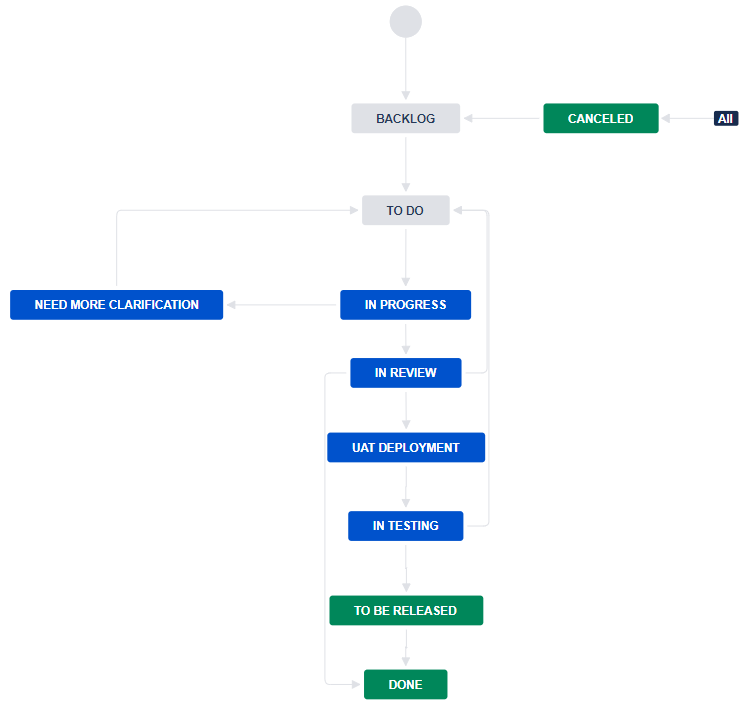 BACKLOG
CANCELED
All
TO DO
NEED MORE CLARIFICATION
IN PROGRESS
IN REVIEW
UAT DEPLOYMENT
IN TESTING
TO BE RELEASED
DONE